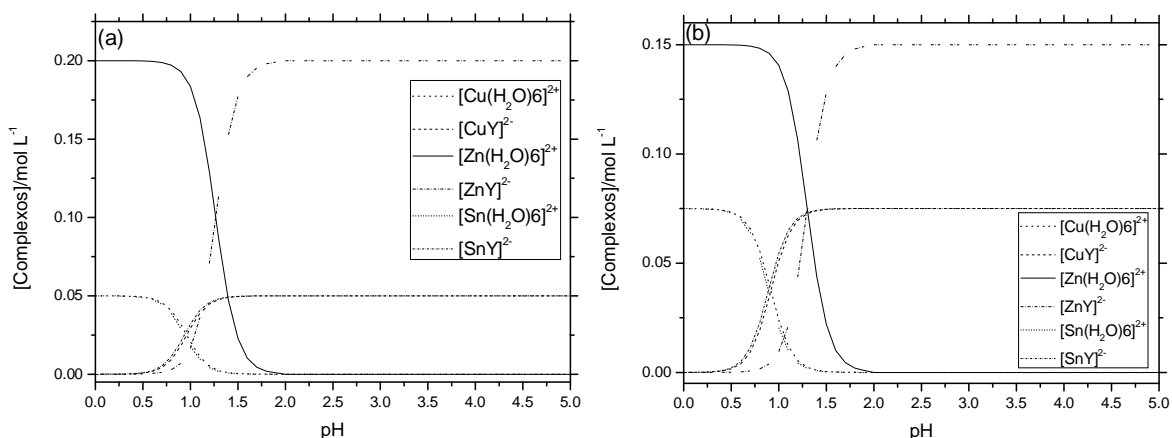 (a)
0.20
0.15
0.10
0.05
0.00
[Complexos]/mol L⁻¹
[Cu(H₂O)6]²⁺
[CuY]²⁻
[Zn(H₂O)6]²⁺
[ZnY]²⁻
[Sn(H₂O)6]²⁺
[SnY]²⁻
0.0 0.5 1.0 1.5 2.0 2.5 3.0 3.5 4.0 4.5 5.0
pH
(b)
0.15
0.10
0.05
0.00
[Complexos]/mol L⁻¹
[Cu(H₂O)6]²⁺
[CuY]²⁻
[Zn(H₂O)6]²⁺
[ZnY]²⁻
[Sn(H₂O)6]²⁺
[SnY]²⁻
0.0 0.5 1.0 1.5 2.0 2.5 3.0 3.5 4.0 4.5 5.0
pH